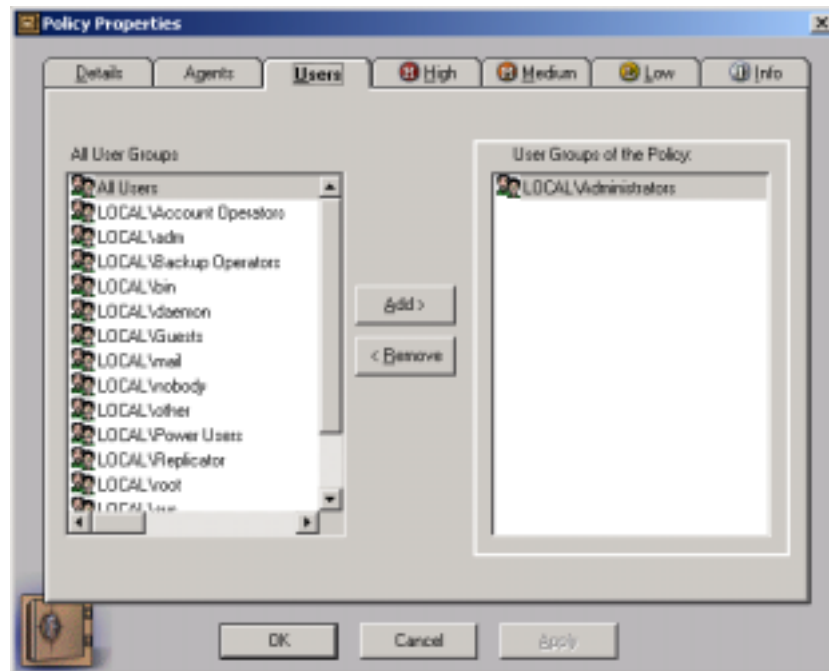 Policy Properties
Details Agents Users High Medium Low Info
All User Groups
All Users
LOCAL\Account Operators
LOCAL\adm
LOCAL\Backup Operators
LOCAL\bin
LOCAL\daemon
LOCAL\Guests
LOCAL\mail
LOCAL\nobody
LOCAL\other
LOCAL\Power Users
LOCAL\Replicator
LOCAL\root
LOCAL\sys
Add >
< Remove
User Groups of the Policy:
LOCAL\Administrators
OK Cancel Apply